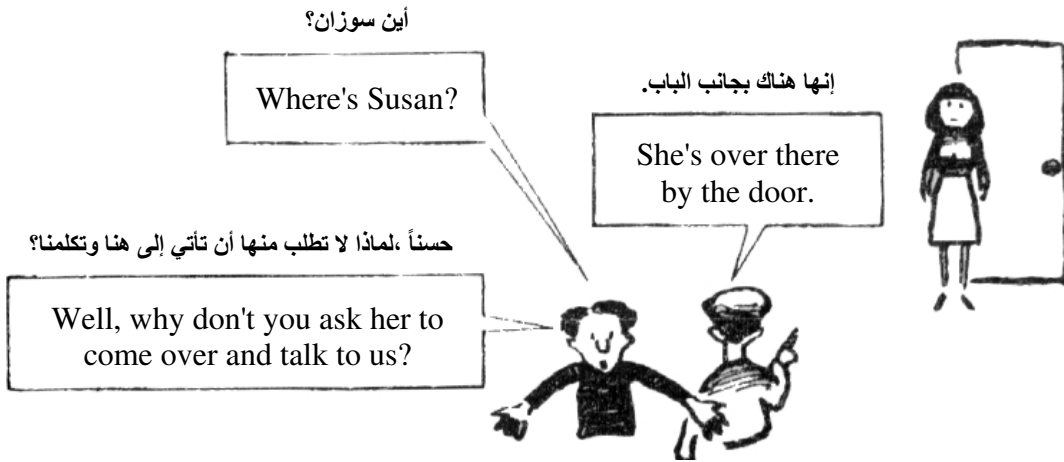 أين سوزان؟
Where's Susan?
إنها هناك بجانب الباب.
She's over there
by the door.
حسناً ،لماذا لا تطلب منها أن تأتي إلى هنا وتكلمنا؟
Well, why don't you ask her to
come over and talk to us?